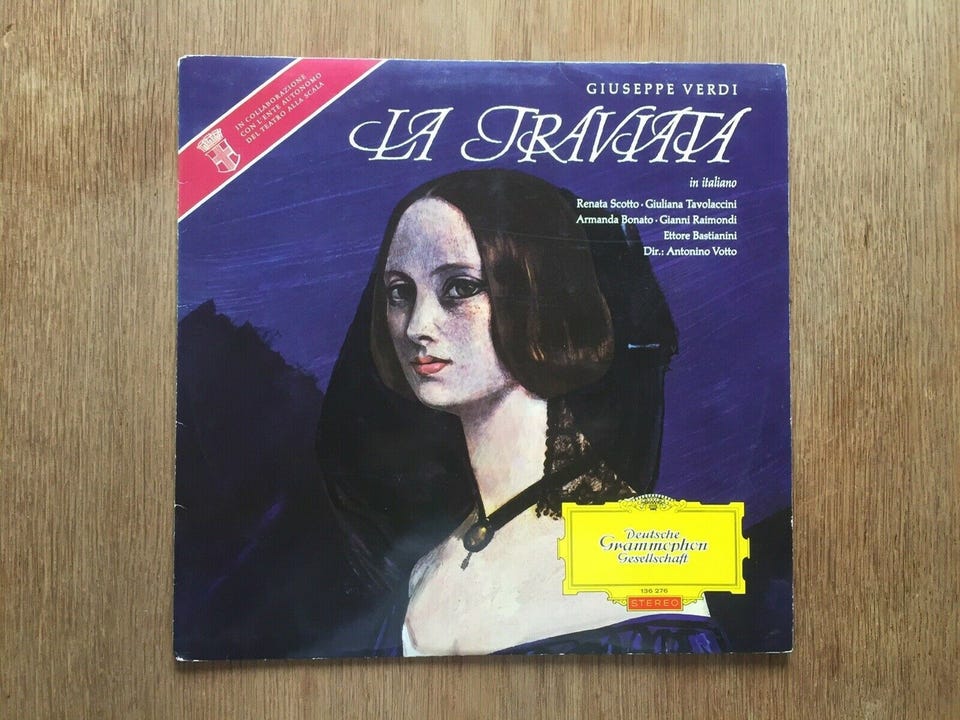 IN COLLABORAZIONE
CON L'ENTE AUTONOMO
DEL TEATRO ALLA SCALA
GIUSEPPE VERDI
LA TRAVIATA
in italiano
Renata Scotto · Giuliana Tavolaccini
Armanda Bonato · Gianni Raimondi
Ettore Bastianini
Dir.: Antonino Votto
Deutsche
Grammophon
Gesellschaft
136 276
STEREO